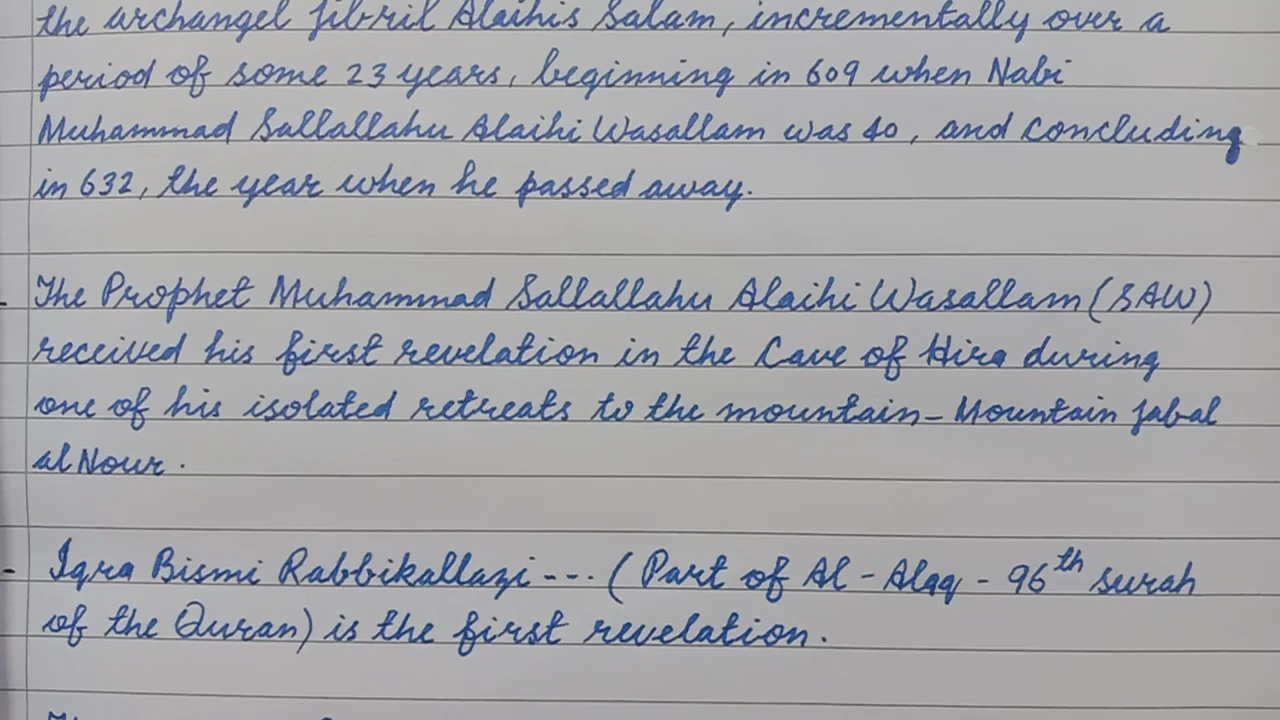 the archangel Jibril Alaihis Salam, incrementally over a
period of some 23 years, beginning in 609 when Nabi
Muhammad Sallallahu Alaihi Wasallam was 40, and concluding
in 632, the year when he passed away.
- The Prophet Muhammad Sallallahu Alaihi Wasallam (SAW)
received his first revelation in the Cave of Hira during
one of his isolated retreats to the mountain - Mountain Jabal
al Nour.
- Iqra Bismi Rabbikallazi --- (Part of Al - Alaq - 96th surah
of the Quran) is the first revelation.